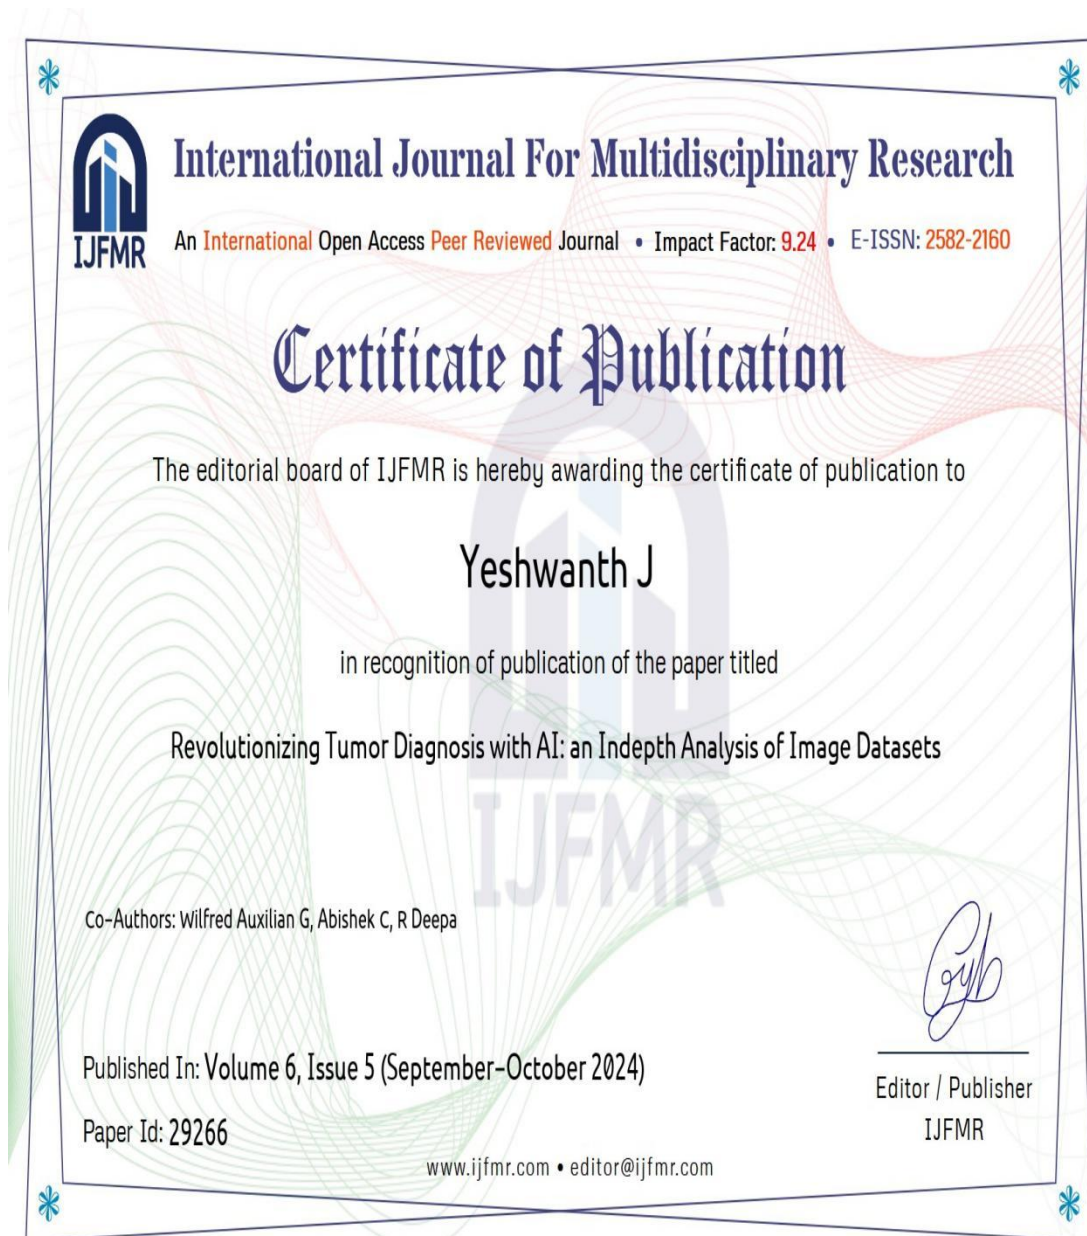 International Journal For Multidisciplinary Research
IJFMR
An International Open Access Peer Reviewed Journal • Impact Factor: 9.24 • E-ISSN: 2582-2160
Certificate of Publication
The editorial board of IJFMR is hereby awarding the certificate of publication to
Yeshwanth J
in recognition of publication of the paper titled
Revolutionizing Tumor Diagnosis with AI: an Indepth Analysis of Image Datasets
IJFMR
Co-Authors: Wilfred Auxilian G, Abishek C, R Deepa
Published In: Volume 6, Issue 5 (September-October 2024)
Paper Id: 29266
Editor / Publisher
IJFMR
www.ijfmr.com • editor@ijfmr.com